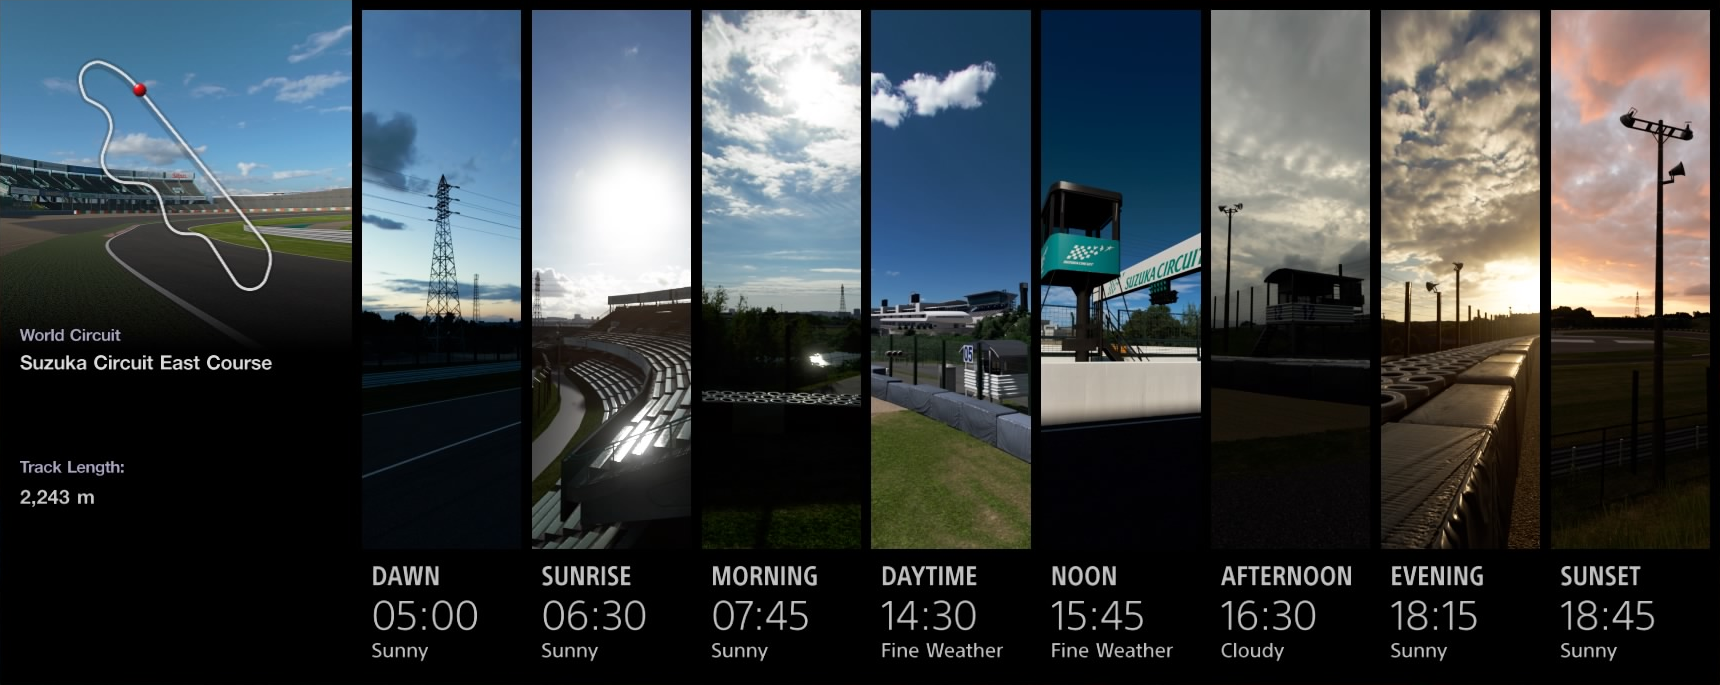 World Circuit
Suzuka Circuit East Course
Track Length:
2,243 m
05
SUZUKA CIRCUIT
DAWN
05:00
Sunny
SUNRISE
06:30
Sunny
MORNING
07:45
Sunny
DAYTIME
14:30
Fine Weather
NOON
15:45
Fine Weather
AFTERNOON
16:30
Cloudy
EVENING
18:15
Sunny
SUNSET
18:45
Sunny